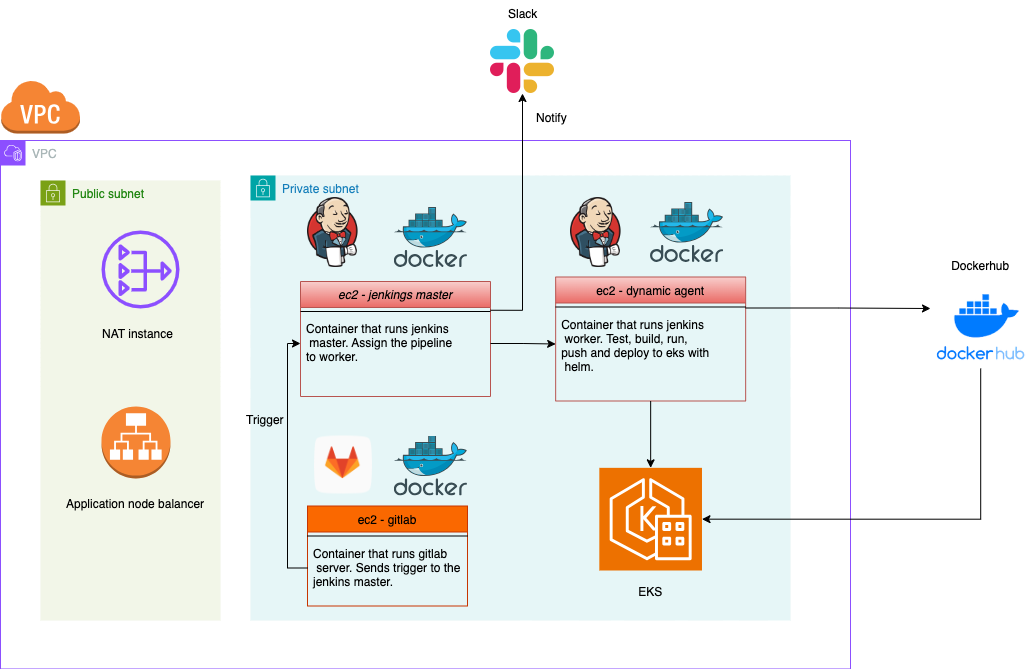 Slack
Notify
VPC
VPC
Public subnet
NAT instance
Application node balancer
Private subnet
docker
docker
ec2 - jenkings master
Container that runs jenkins
master. Assign the pipeline
to worker.
ec2 - dynamic agent
Container that runs jenkins
worker. Test, build, run,
push and deploy to eks with
helm.
Dockerhub
docker hub
Trigger
docker
ec2 - gitlab
Container that runs gitlab
server. Sends trigger to the
jenkins master.
K
EKS